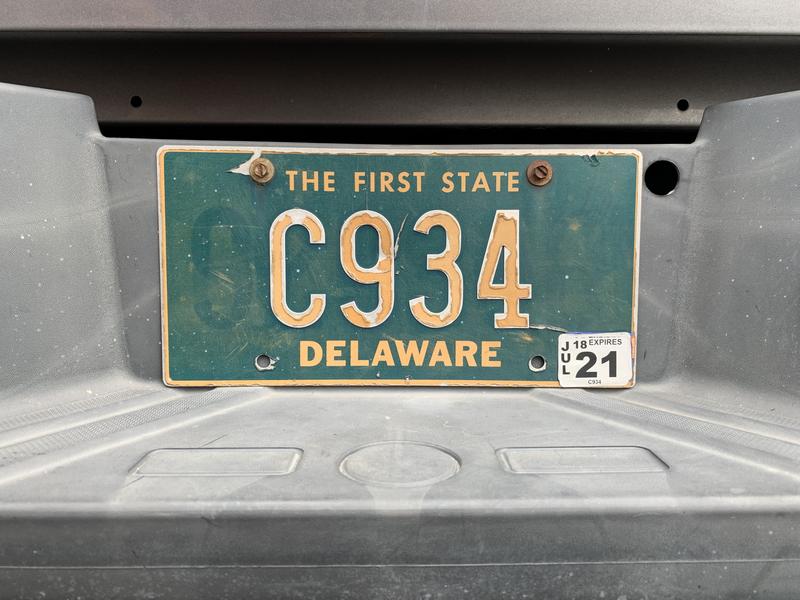 THE FIRST STATE
C934
DELAWARE
JUL 18 EXPIRES
21
C934